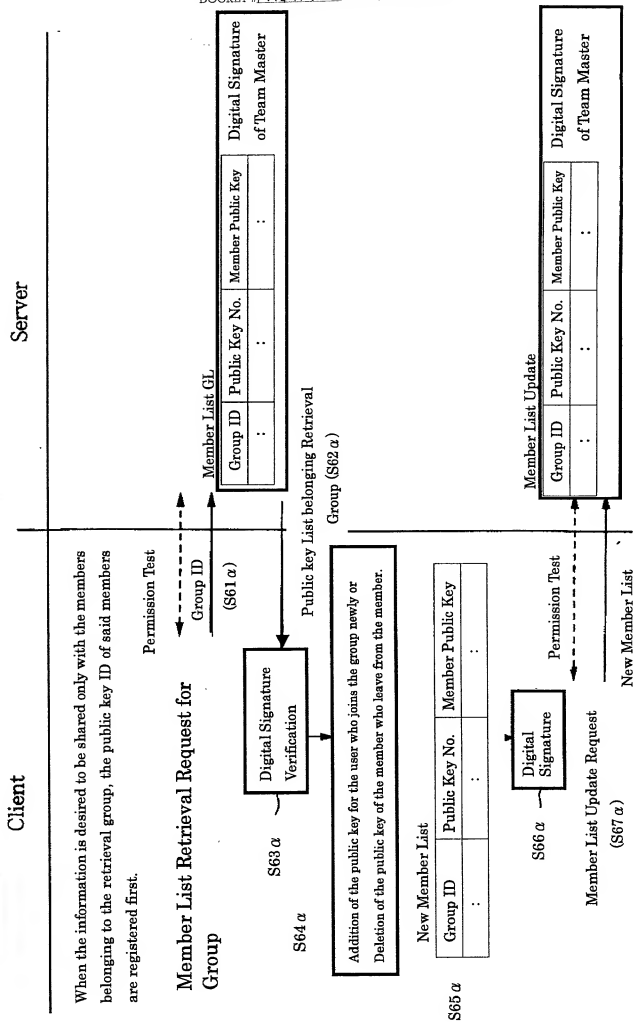 Client
Server
When the information is desired to be shared only with the members
belonging to the retrieval group, the public key ID of said members
are registered first.
Member List Retrieval Request for
Group
Permission Test
Group ID
(S61α)
Member List GL
Group ID Public Key No. Member Public Key
: : :
Digital Signature
of Team Master
Public key List belonging Retrieval
Group (S62 α)
Digital Signature
Verification
S63 α
S64 α
Addition of the public key for the user who joins the group newly or
Deletion of the public key of the member who leave from the member.
New Member List
Group ID Public Key No. Member Public Key
: : :
S65 α
Digital
Signature
S66 α
Member List Update Request
(S67 α)
Permission Test
New Member List
Member List Update
Group ID Public Key No. Member Public Key
: : :
Digital Signature
of Team Master